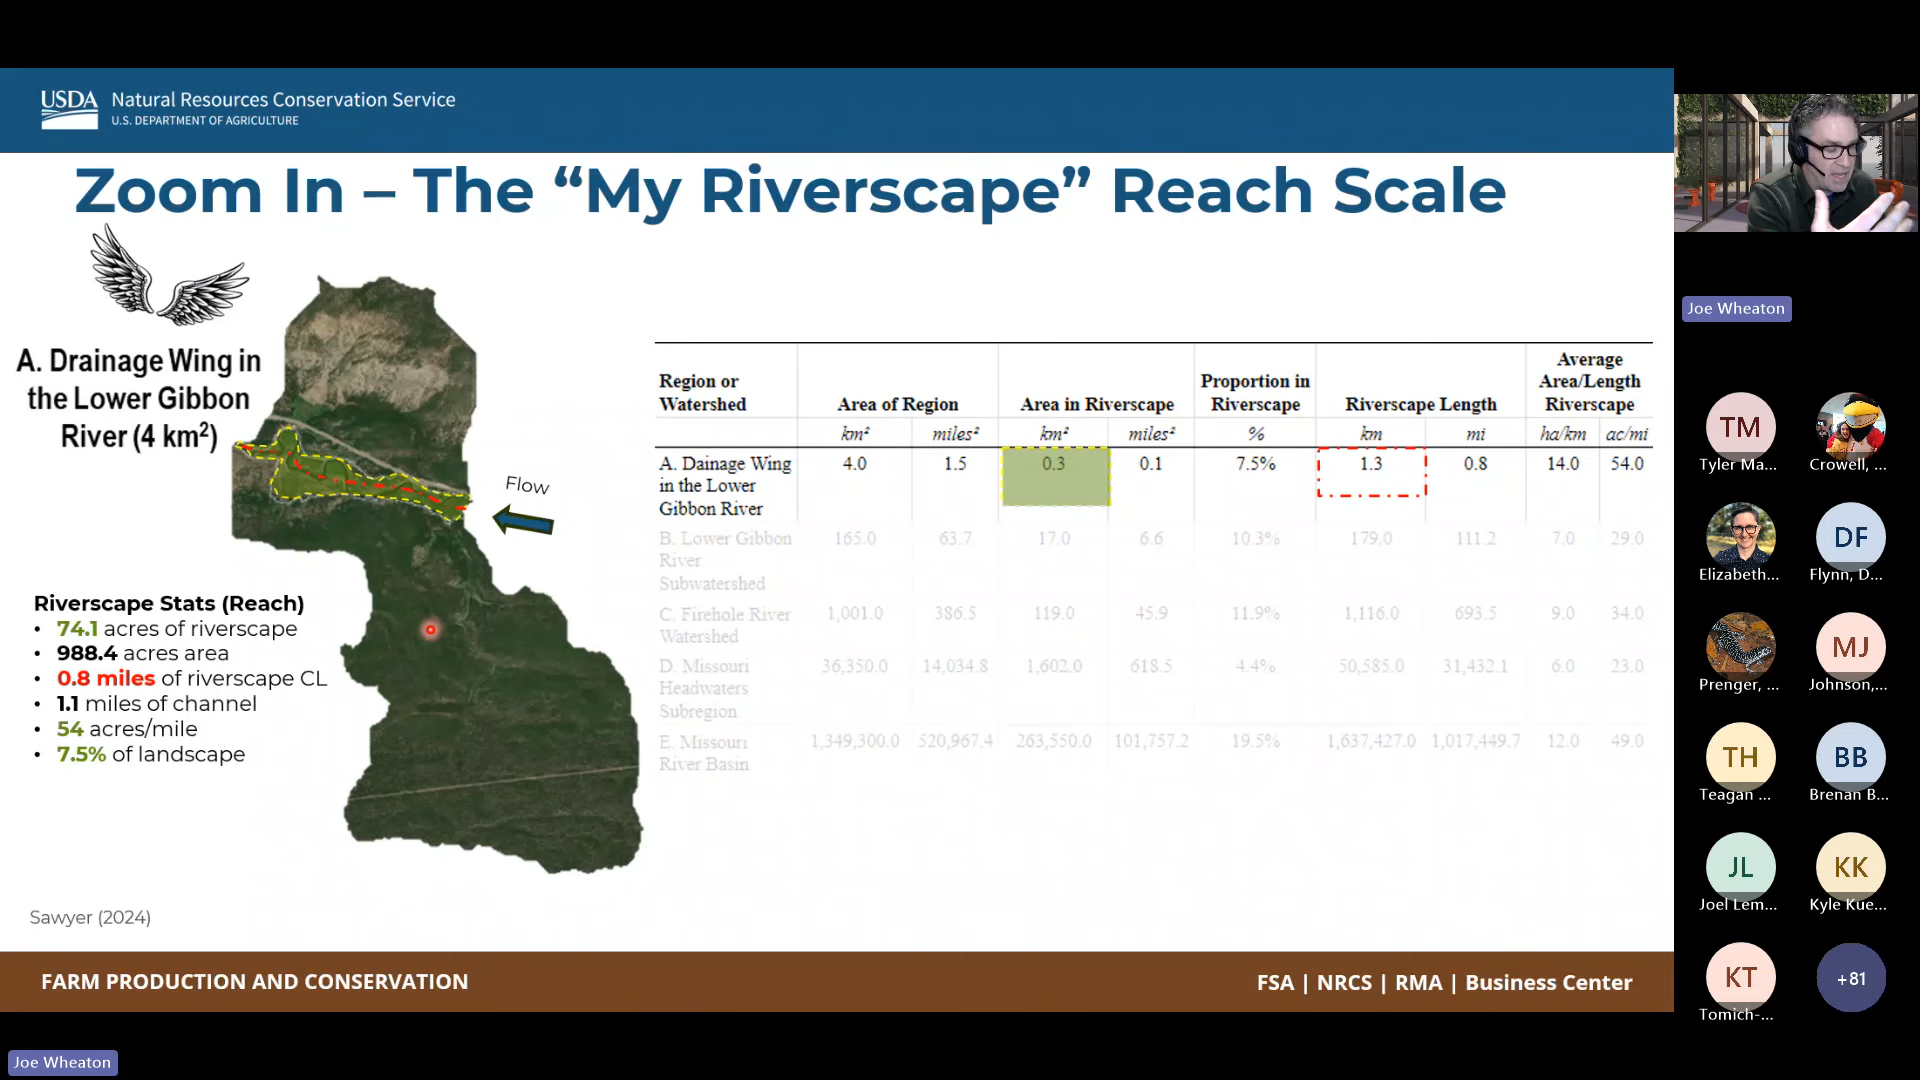 USDA Natural Resources Conservation Service
U.S. DEPARTMENT OF AGRICULTURE
Zoom In – The “My Riverscape” Reach Scale
A. Drainage Wing in
the Lower Gibbon
River (4 km²)
Flow
Riverscape Stats (Reach)
• 74.1 acres of riverscape
• 988.4 acres area
• 0.8 miles of riverscape CL
• 1.1 miles of channel
• 54 acres/mile
• 7.5% of landscape
Sawyer (2024)
Region or Watershed | Area of Region | Area in Riverscape | Proportion in Riverscape | Riverscape Length | Average Area/Length Riverscape
km² miles² km² miles² % km mi ha/km ac/mi
A. Dainage Wing in the Lower Gibbon River 4.0 1.5 0.3 0.1 7.5% 1.3 0.8 14.0 54.0
B. Lower Gibbon River Subwatershed 165.0 63.7 17.0 6.6 10.3% 179.0 111.2 7.0 29.0
C. Firehole River Watershed 1,001.0 386.5 119.0 45.9 11.9% 1,116.0 693.5 9.0 34.0
D. Missouri Headwaters Subregion 36,350.0 14,034.8 1,602.0 618.5 4.4% 50,585.0 31,432.1 6.0 23.0
E. Missouri River Basin 1,349,300.0 520,967.4 263,550.0 101,757.2 19.5% 1,637,427.0 1,017,449.7 12.0 49.0
FARM PRODUCTION AND CONSERVATION
FSA | NRCS | RMA | Business Center
Joe Wheaton
TM
Tyler Ma...
Crowell, ...
Elizabeth...
DF
Flynn, D...
Prenger, ...
MJ
Johnson,...
TH
Teagan ...
BB
Brenan B...
JL
Joel Lem...
KK
Kyle Kue...
KT
Tomich-...
+81
Joe Wheaton